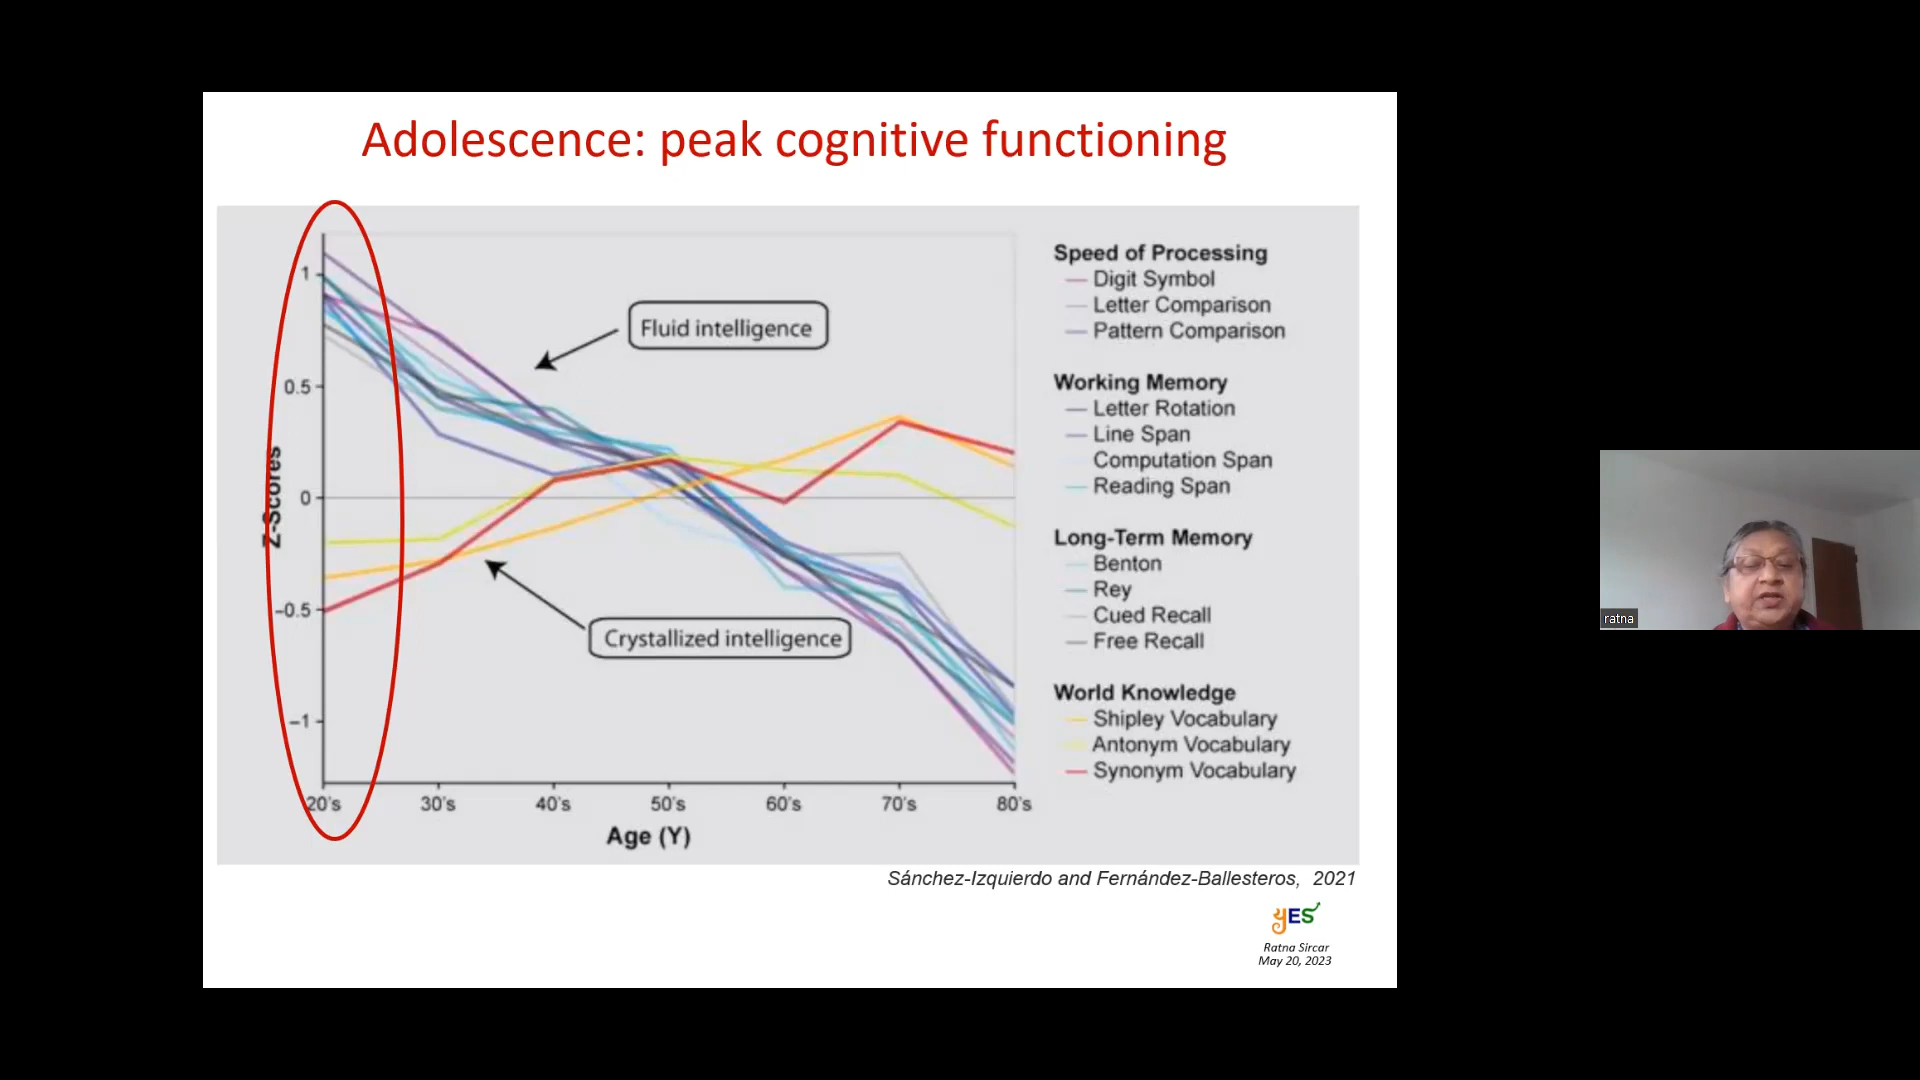 Adolescence: peak cognitive functioning
1
0.5
0
–0.5
–1
Z-Scores
20's 30's 40's 50's 60's 70's 80's
Age (Y)
Fluid intelligence
Crystallized intelligence
Speed of Processing
Digit Symbol
Letter Comparison
Pattern Comparison
Working Memory
Letter Rotation
Line Span
Computation Span
Reading Span
Long-Term Memory
Benton
Rey
Cued Recall
Free Recall
World Knowledge
Shipley Vocabulary
Antonym Vocabulary
Synonym Vocabulary
Sánchez-Izquierdo and Fernández-Ballesteros, 2021
yES
Ratna Sircar
May 20, 2023
ratna